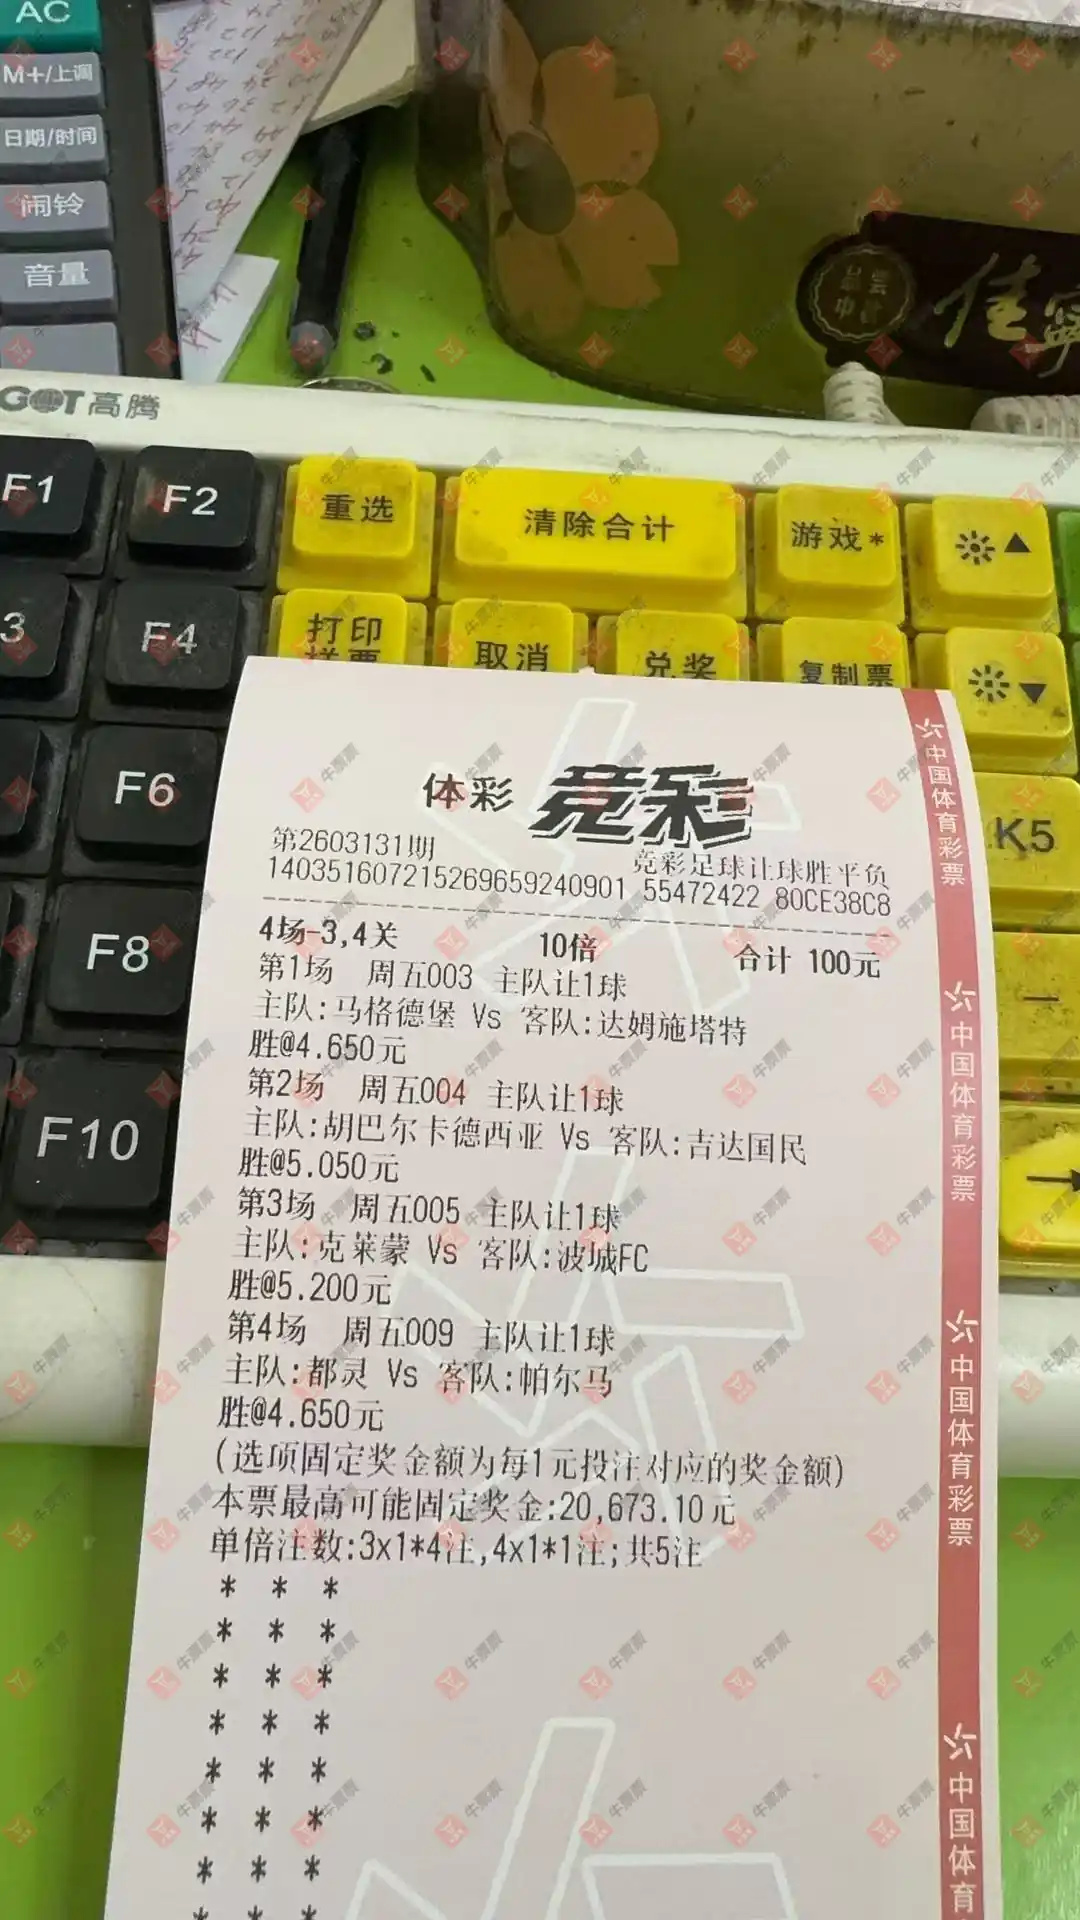 AC
M+/上调
日期/时间
闹铃
音量
佳
GOT高腾
F1
F2
重选
清除合计
游戏*
▲
3
F4
打印
样票
取消
兑奖
复制票
▼
F6
K5
F8
F10
体彩 竞彩
第2603131期
竞彩足球让球胜平负
140351607215269659240901 55472422 80CE38C8
4场-3,4关 10倍 合计 100元
第1场 周五003 主队让1球
主队:马格德堡 Vs 客队:达姆施塔特
胜@4.650元
第2场 周五004 主队让1球
主队:胡巴尔卡德西亚 Vs 客队:吉达国民
胜@5.050元
第3场 周五005 主队让1球
主队:克莱蒙 Vs 客队:波城FC
胜@5.200元
第4场 周五009 主队让1球
主队:都灵 Vs 客队:帕尔马
胜@4.650元
(选项固定奖金额为每1元投注对应的奖金额)
本票最高可能固定奖金:20,673.10元
单倍注数:3x1*4注,4x1*1注;共5注
* * *
* * *
* * *
* * *
* * *
* * *
* * *
* * *
中国体育彩票
中国体育彩票
中国体育彩票
中国体育
牛票票